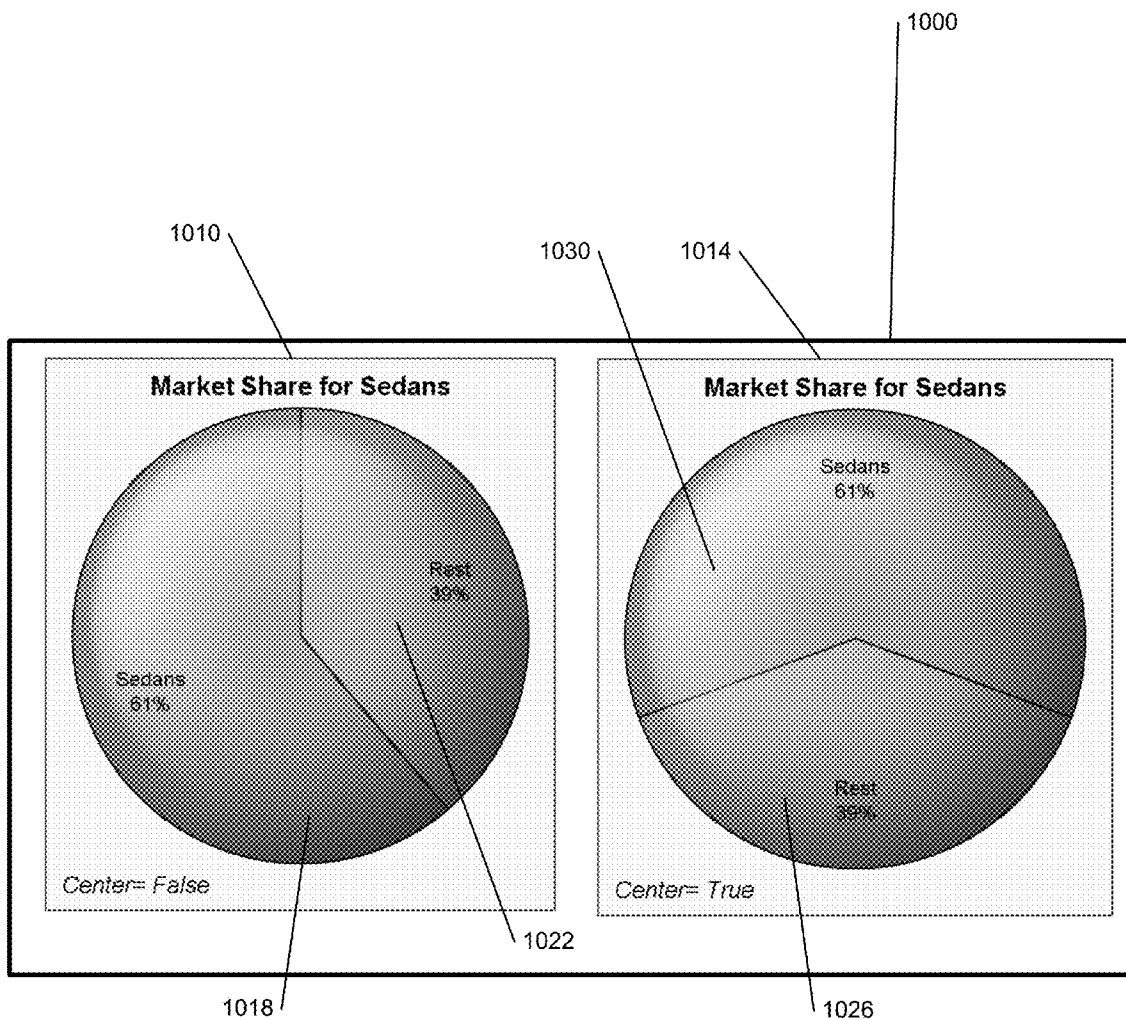 1000
1010
1030
1014
Market Share for Sedans
Market Share for Sedans
Sedans
61%
Rest
39%
Sedans
61%
Rest
39%
Center= False
Center= True
1022
1018
1026